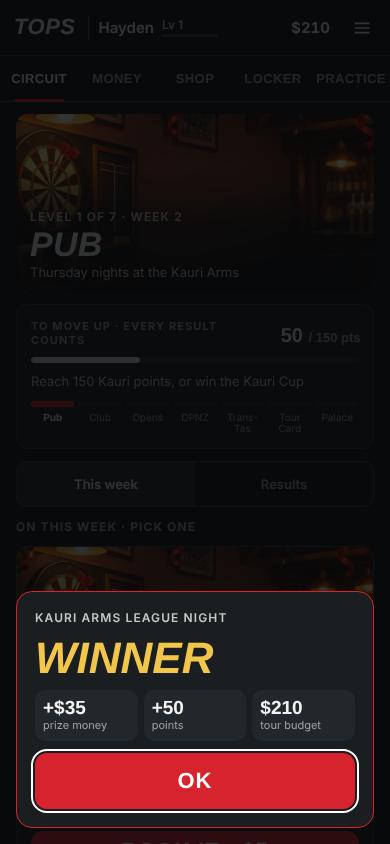 TOPS
Hayden
Lv 1
$210
CIRCUIT
MONEY
SHOP
LOCKER
PRACTICE
LEVEL 1 OF 7 · WEEK 2
PUB
Thursday nights at the Kauri Arms
TO MOVE UP · EVERY RESULT
COUNTS
50 / 150 pts
Reach 150 Kauri points, or win the Kauri Cup
Pub
Club
Opens
DPNZ
Trans-
Tas
Tour
Card
Palace
This week
Results
ON THIS WEEK · PICK ONE
KAURI ARMS LEAGUE NIGHT
WINNER
+$35
prize money
+50
points
$210
tour budget
OK